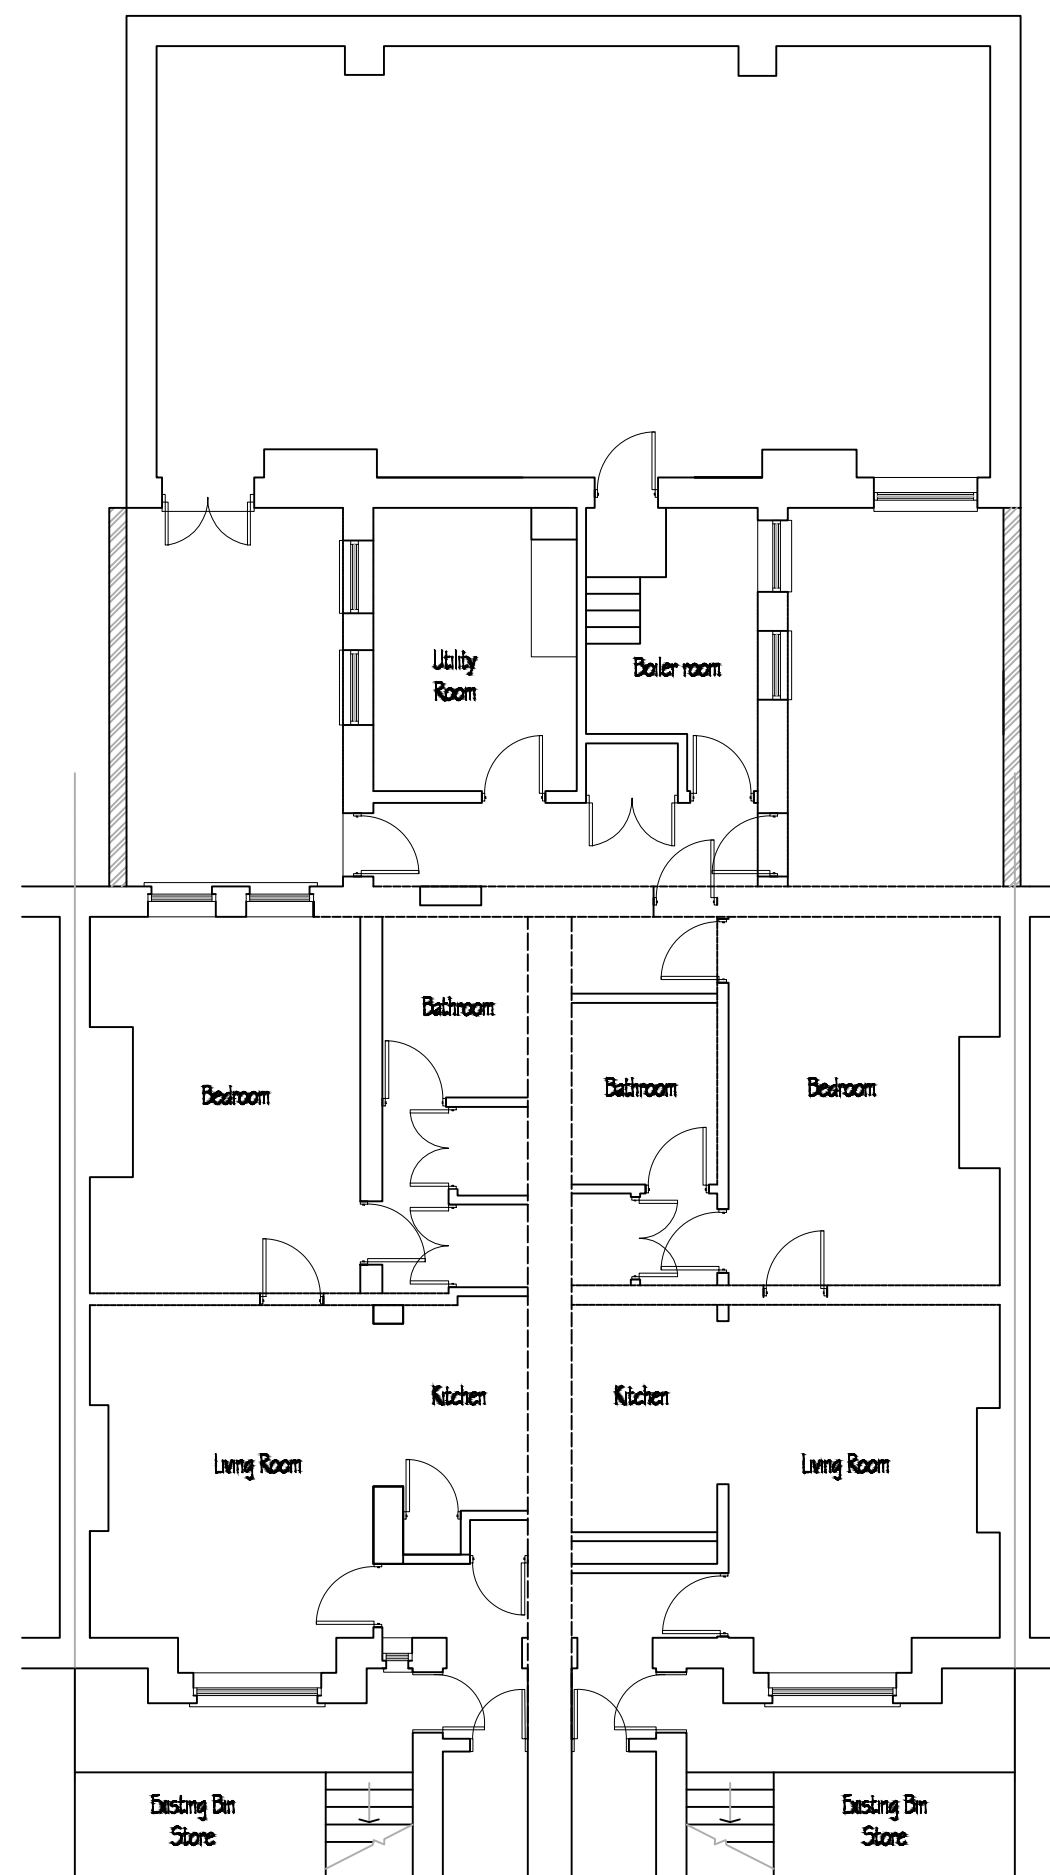 Utility
Room
Boiler room
Bathroom
Bathroom
Bedroom
Bedroom
Kitchen
Kitchen
Living Room
Living Room
Existing Bin
Store
Existing Bin
Store